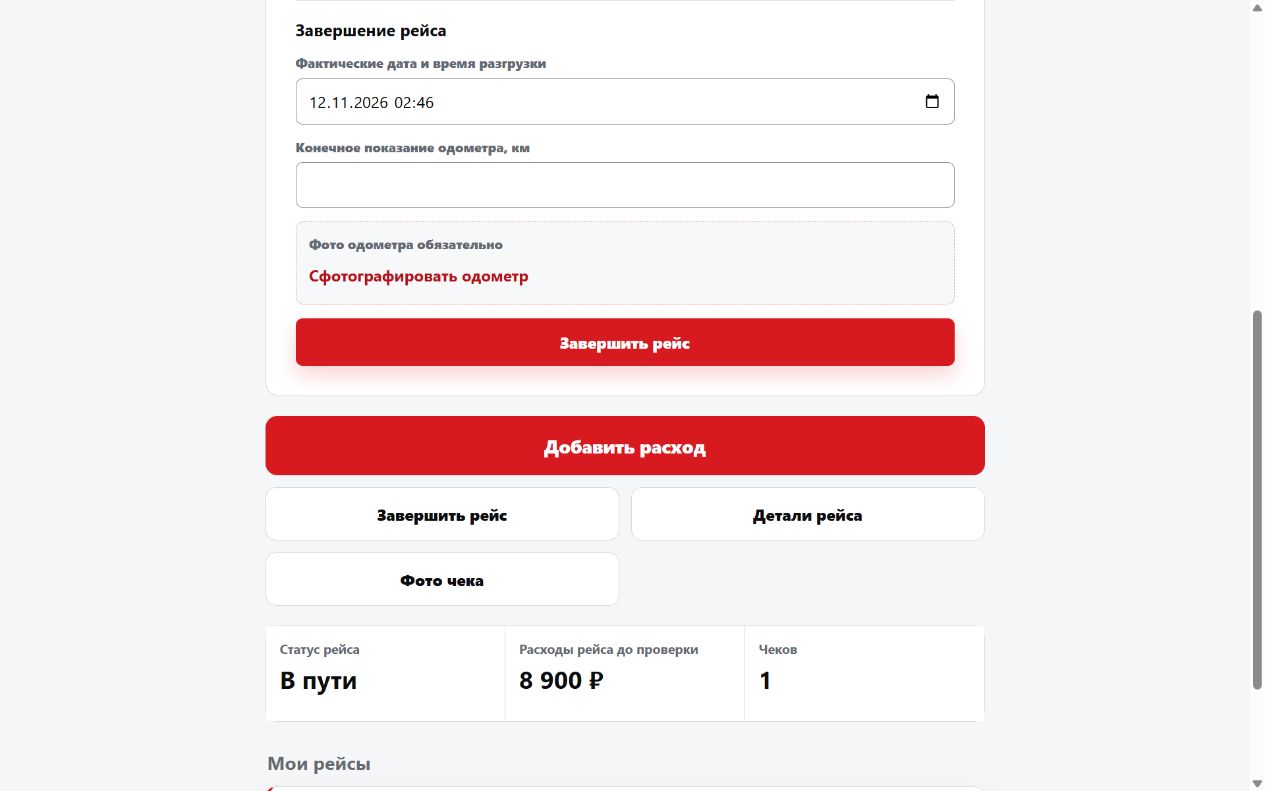 Завершение рейса
Фактические дата и время разгрузки
12.11.2026 02:46
Конечное показание одометра, км
Фото одометра обязательно
Сфотографировать одометр
Завершить рейс
Добавить расход
Завершить рейс
Детали рейса
Фото чека
Статус рейса
В пути
Расходы рейса до проверки
8 900 ₽
Чеков
1
Мои рейсы